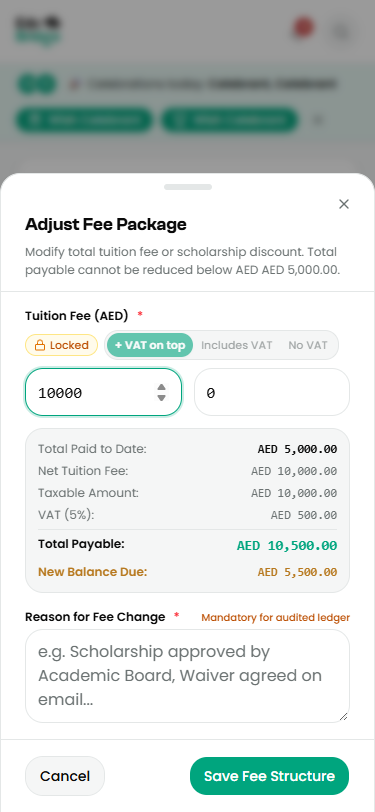 Adjust Fee Package
Modify total tuition fee or scholarship discount. Total
payable cannot be reduced below AED AED 5,000.00.
Tuition Fee (AED) *
Locked + VAT on top Includes VAT No VAT
10000 0
Total Paid to Date: AED 5,000.00
Net Tuition Fee: AED 10,000.00
Taxable Amount: AED 10,000.00
VAT (5%): AED 500.00
Total Payable: AED 10,500.00
New Balance Due: AED 5,500.00
Reason for Fee Change * Mandatory for audited ledger
e.g. Scholarship approved by
Academic Board, Waiver agreed on
email...
Cancel Save Fee Structure